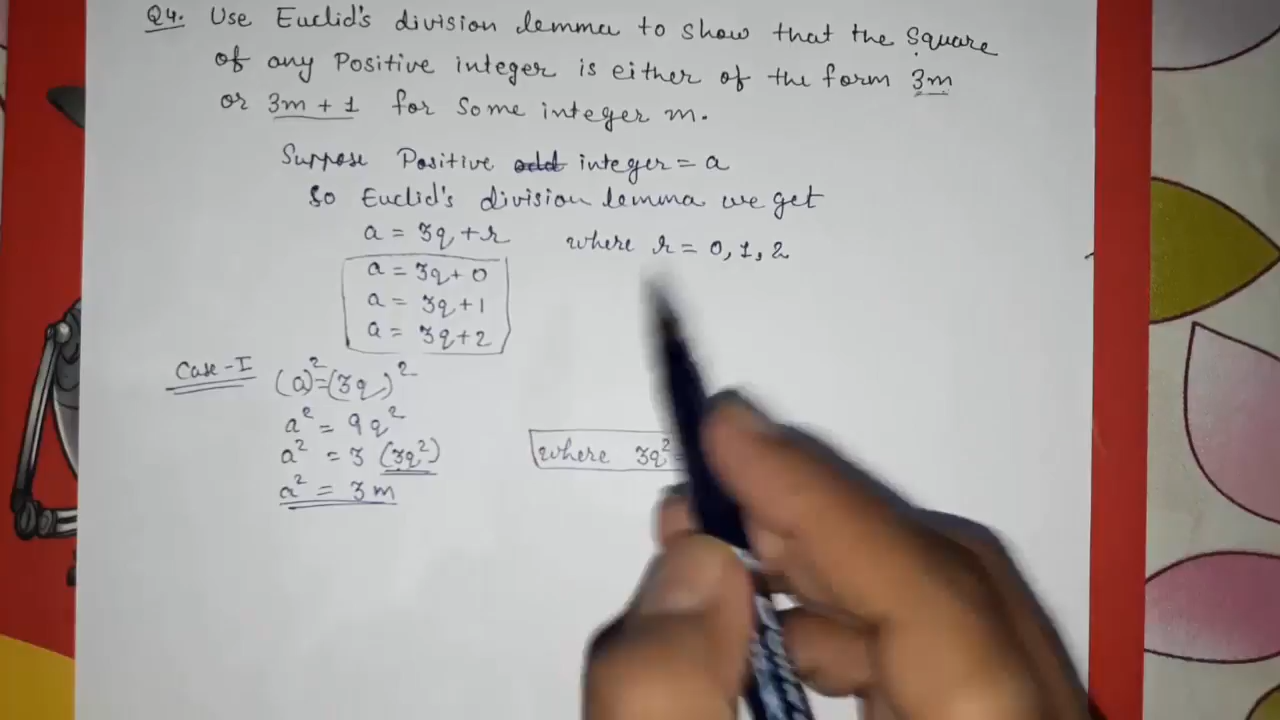 Q4. Use Euclid's division lemma to show that the square
of any Positive integer is either of the form 3m
or 3m + 1 for some integer m.
Suppose Positive odd integer = a
So Euclid's division lemma we get
a = 3q + r where r = 0, 1, 2
a = 3q + 0
a = 3q + 1
a = 3q + 2
Case - I (a)² = (3q)²
a² = 9q²
a² = 3 (3q²) where 3q² =
a² = 3m